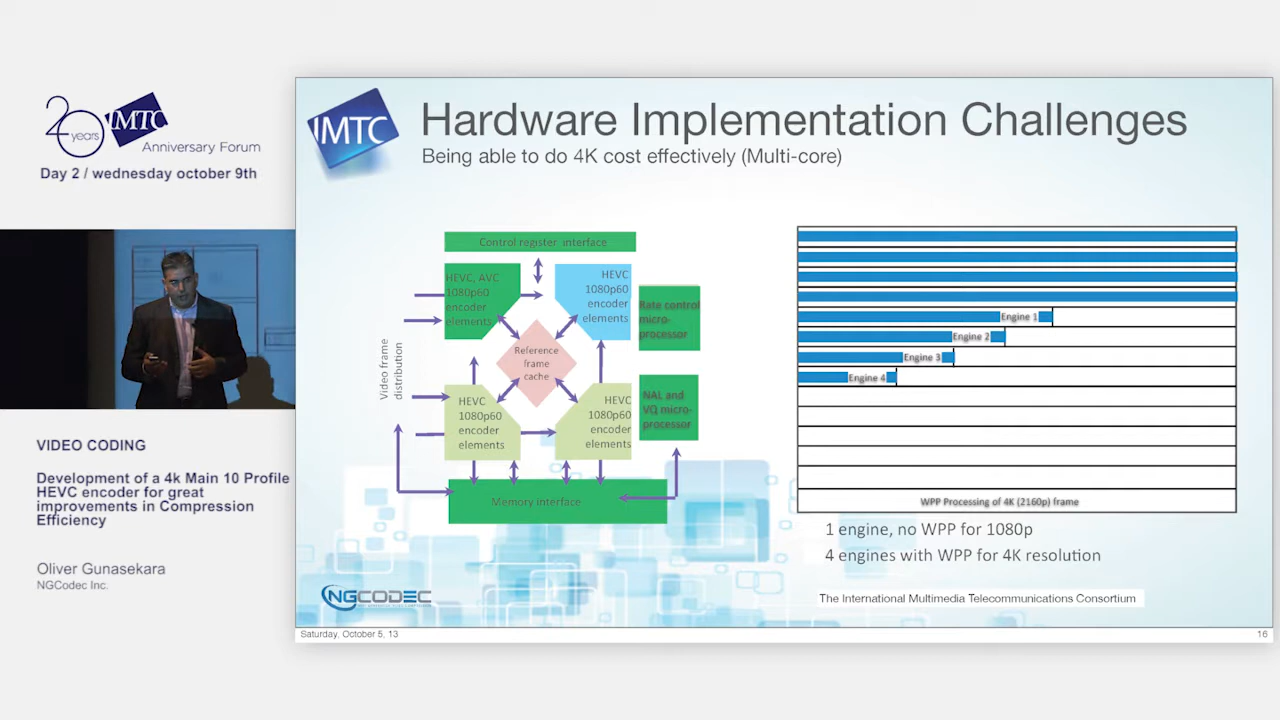 20 years
IMTC
Anniversary Forum
Day 2 / wednesday october 9th
VIDEO CODING
Development of a 4k Main 10 Profile
HEVC encoder for great
improvements in Compression
Efficiency
Oliver Gunasekara
NGCodec Inc.
IMTC
Hardware Implementation Challenges
Being able to do 4K cost effectively (Multi-core)
Control register interface
HEVC, AVC
1080p60
encoder
elements
HEVC
1080p60
encoder
elements
Rate control
micro-
processor
Reference
frame
cache
Video frame
distribution
HEVC
1080p60
encoder
elements
HEVC
1080p60
encoder
elements
NAL and
VQ micro-
processor
Memory interface
Engine 1
Engine 2
Engine 3
Engine 4
WPP Processing of 4K (2160p) frame
1 engine, no WPP for 1080p
4 engines with WPP for 4K resolution
NGCODEC
The International Multimedia Telecommunications Consortium
Saturday, October 5, 13
16